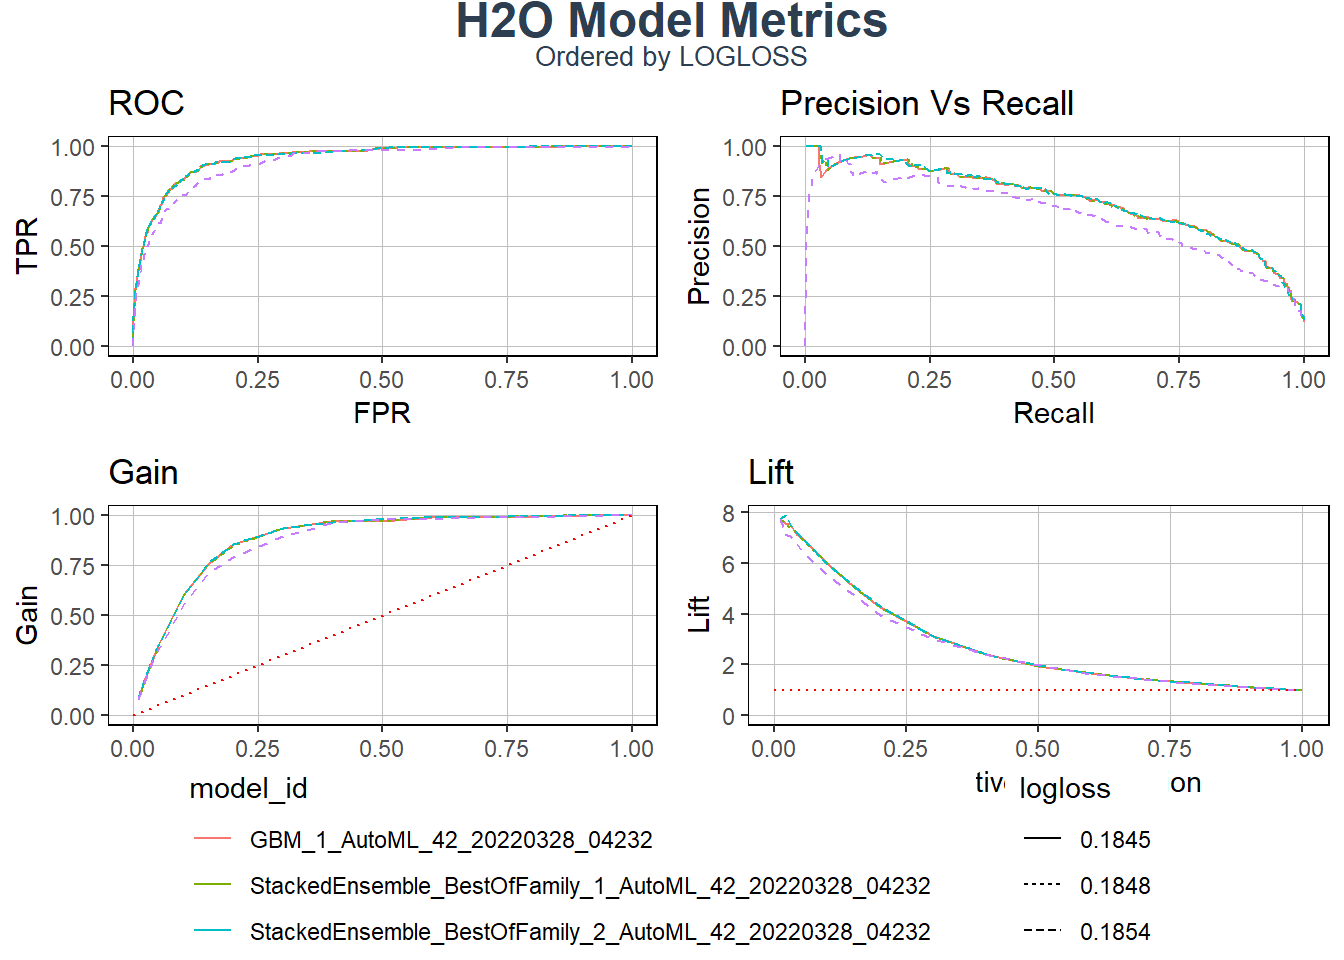 H2O Model Metrics
Ordered by LOGLOSS
ROC
1.00
0.75
0.50
0.25
0.00
TPR
0.00 0.25 0.50 0.75 1.00
FPR
Precision Vs Recall
1.00
0.75
0.50
0.25
0.00
Precision
0.00 0.25 0.50 0.75 1.00
Recall
Gain
1.00
0.75
0.50
0.25
0.00
Gain
0.00 0.25 0.50 0.75 1.00
Lift
8
6
4
2
0
Lift
0.00 0.25 0.50 0.75 1.00
on
model_id
GBM_1_AutoML_42_20220328_04232
StackedEnsemble_BestOfFamily_1_AutoML_42_20220328_04232
StackedEnsemble_BestOfFamily_2_AutoML_42_20220328_04232
logloss
0.1845
0.1848
0.1854